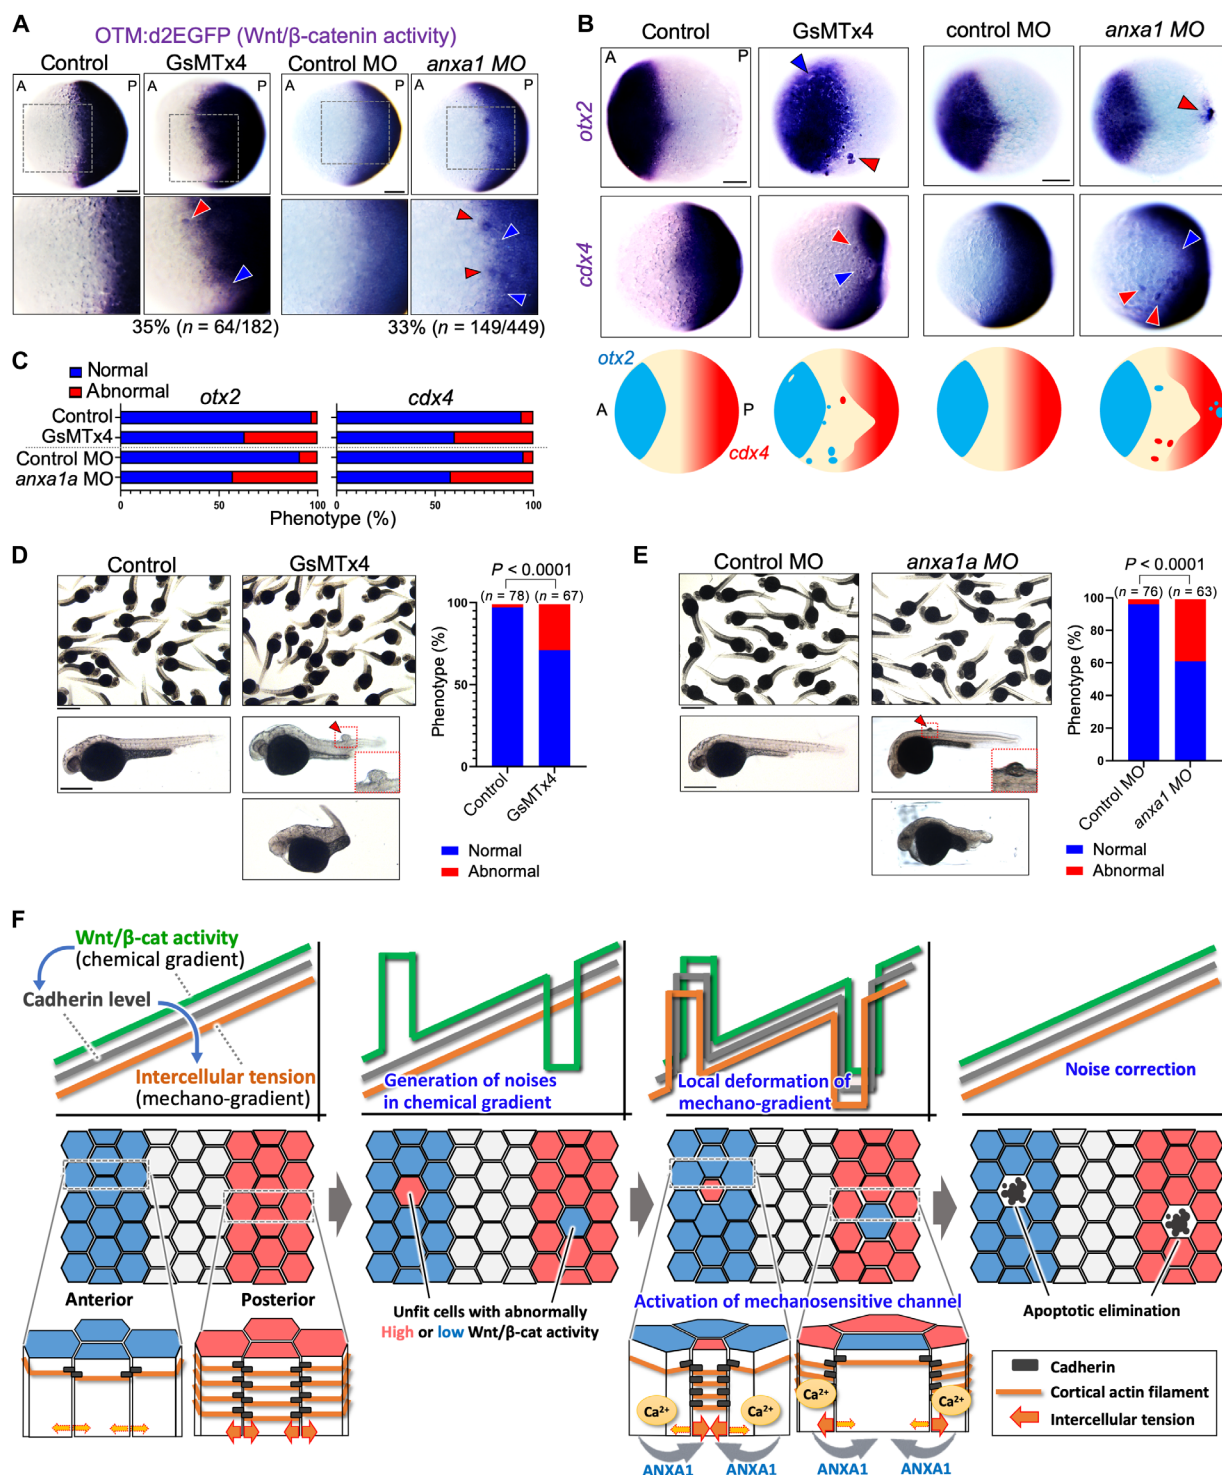 A
OTM:d2EGFP (Wnt/β-catenin activity)
Control
GsMTx4
Control MO
anxa1 MO
A
P
A
P
35% (n = 64/182)
33% (n = 149/449)
B
Control
GsMTx4
control MO
anxa1 MO
otx2
A
P
cdx4
otx2
A
P
cdx4
C
Normal
Abnormal
otx2
cdx4
Control
GsMTx4
Control MO
anxa1a MO
0
50
100
0
50
100
Phenotype (%)
D
Control
GsMTx4
P < 0.0001
(n = 78)
(n = 67)
100
50
0
Phenotype (%)
Control
GsMTx4
Normal
Abnormal
E
Control MO
anxa1a MO
P < 0.0001
(n = 76)
(n = 63)
100
80
60
40
20
0
Phenotype (%)
Control MO
anxa1 MO
Normal
Abnormal
F
Wnt/β-cat activity
(chemical gradient)
Cadherin level
Intercellular tension
(mechano-gradient)
Generation of noises
in chemical gradient
Local deformation of
mechano-gradient
Noise correction
Anterior
Posterior
Unfit cells with abnormally
High or low Wnt/β-cat activity
Activation of mechanosensitive channel
Apoptotic elimination
Ca²⁺
Ca²⁺
Ca²⁺
Ca²⁺
ANXA1
ANXA1
ANXA1
ANXA1
Cadherin
Cortical actin filament
Intercellular tension